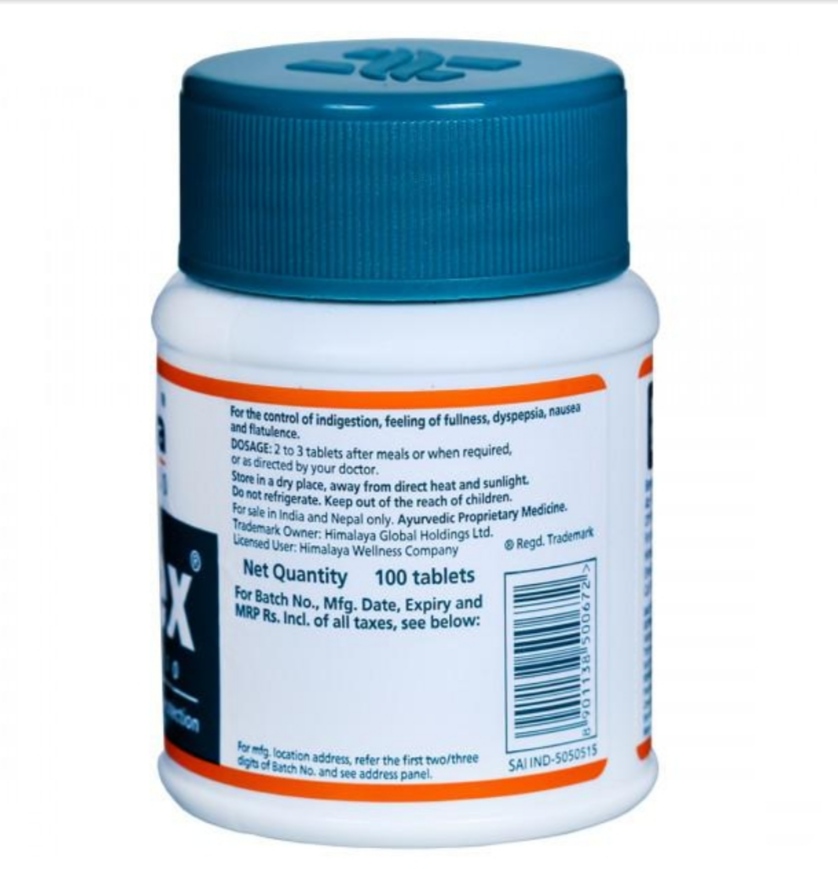 For the control of indigestion, feeling of fullness, dyspepsia, nausea
and flatulence.
DOSAGE: 2 to 3 tablets after meals or when required,
or as directed by your doctor.
Store in a dry place, away from direct heat and sunlight.
Do not refrigerate. Keep out of the reach of children.
For sale in India and Nepal only. Ayurvedic Proprietary Medicine.
Trademark Owner: Himalaya Global Holdings Ltd.
Licensed User: Himalaya Wellness Company
® Regd. Trademark
Net Quantity 100 tablets
For Batch No., Mfg. Date, Expiry and
MRP Rs. Incl. of all taxes, see below:
8901138500672>
For mfg. location address, refer the first two/three
digits of Batch No. and see address panel.
SAI IND-5050515
ex®